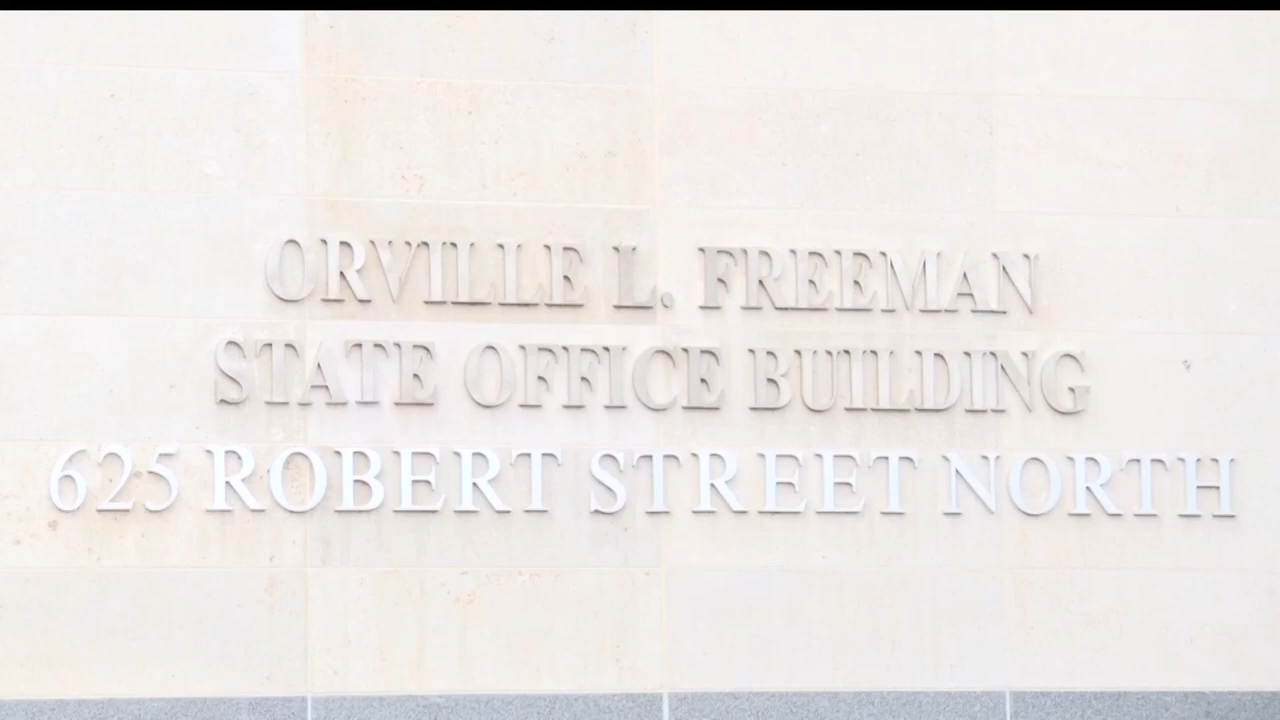 ORVILLE L. FREEMAN
STATE OFFICE BUILDING
625 ROBERT STREET NORTH